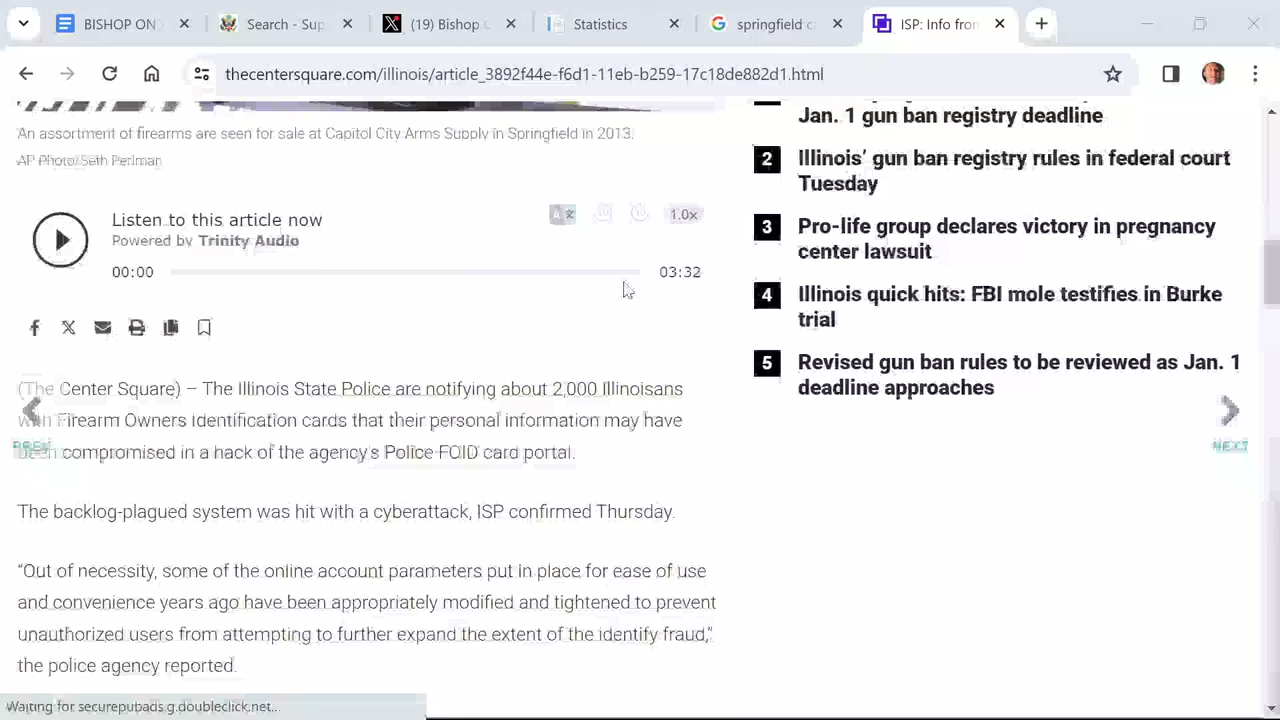 BISHOP ON
Search - Sup
(19) Bishop
Statistics
springfield c
ISP: Info from
thecentersquare.com/illinois/article_3892f44e-f6d1-11eb-b259-17c18de882d1.html
An assortment of firearms are seen for sale at Capitol City Arms Supply in Springfield in 2013.
AP Photo/Seth Perlman
Listen to this article now
Powered by Trinity Audio
1.0x
00:00
03:32
(The Center Square) – The Illinois State Police are notifying about 2,000 Illinoisans
with Firearm Owners Identification cards that their personal information may have
been compromised in a hack of the agency's Police FOID card portal.
The backlog-plagued system was hit with a cyberattack, ISP confirmed Thursday.
“Out of necessity, some of the online account parameters put in place for ease of use
and convenience years ago have been appropriately modified and tightened to prevent
unauthorized users from attempting to further expand the extent of the identify fraud,”
the police agency reported.
Jan. 1 gun ban registry deadline
2 Illinois’ gun ban registry rules in federal court
Tuesday
3 Pro-life group declares victory in pregnancy
center lawsuit
4 Illinois quick hits: FBI mole testifies in Burke
trial
5 Revised gun ban rules to be reviewed as Jan. 1
deadline approaches
PREV
NEXT
Waiting for securepubads.g.doubleclick.net...